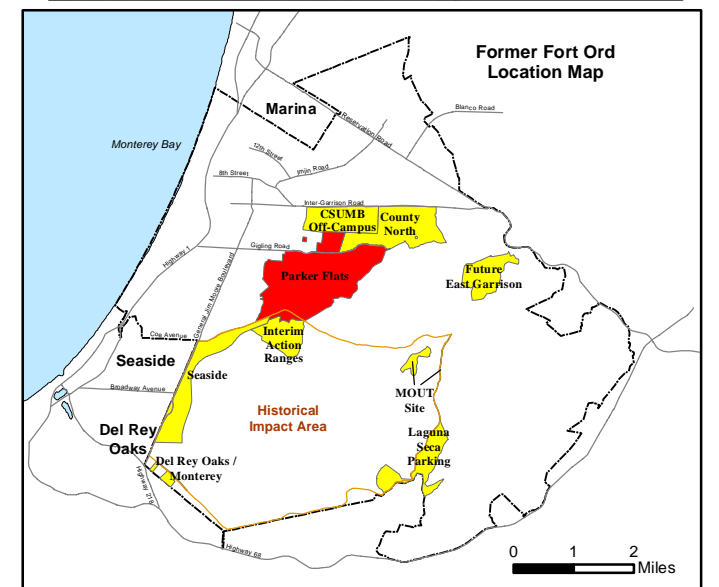 Former Fort Ord
Location Map
Marina
Blanco Road
Reservation Road
Monterey Bay
12th Street
Imjin Road
8th Street
Inter-Garrison Road
CSUMB
Off-Campus
County
North
Gigling Road
Highway 1
General Jim Moore Boulevard
Parker Flats
Future
East Garrison
Coe Avenue
Interim
Action
Ranges
Seaside
Seaside
Broadway Avenue
MOUT
Site
Historical
Impact Area
Del Rey
Oaks
Laguna
Seca
Parking
Del Rey Oaks /
Monterey
Highway 218
Highway 68
0 1 2
Miles